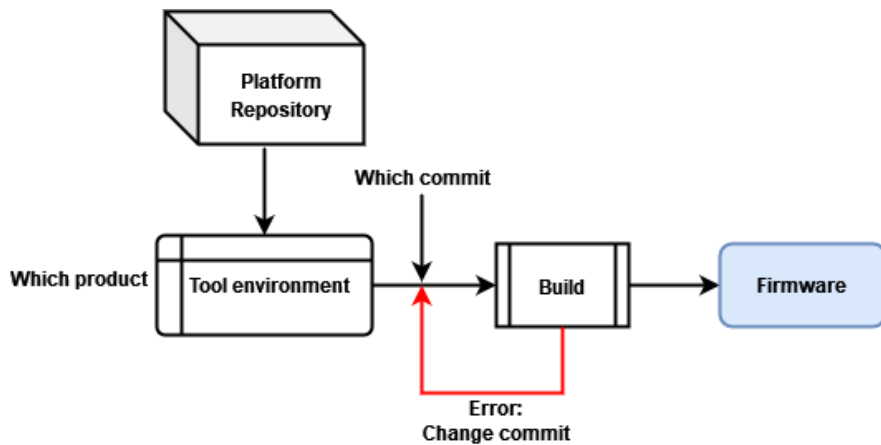 Platform
Repository
Which commit
Which product
Tool environment
Build
Firmware
Error:
Change commit